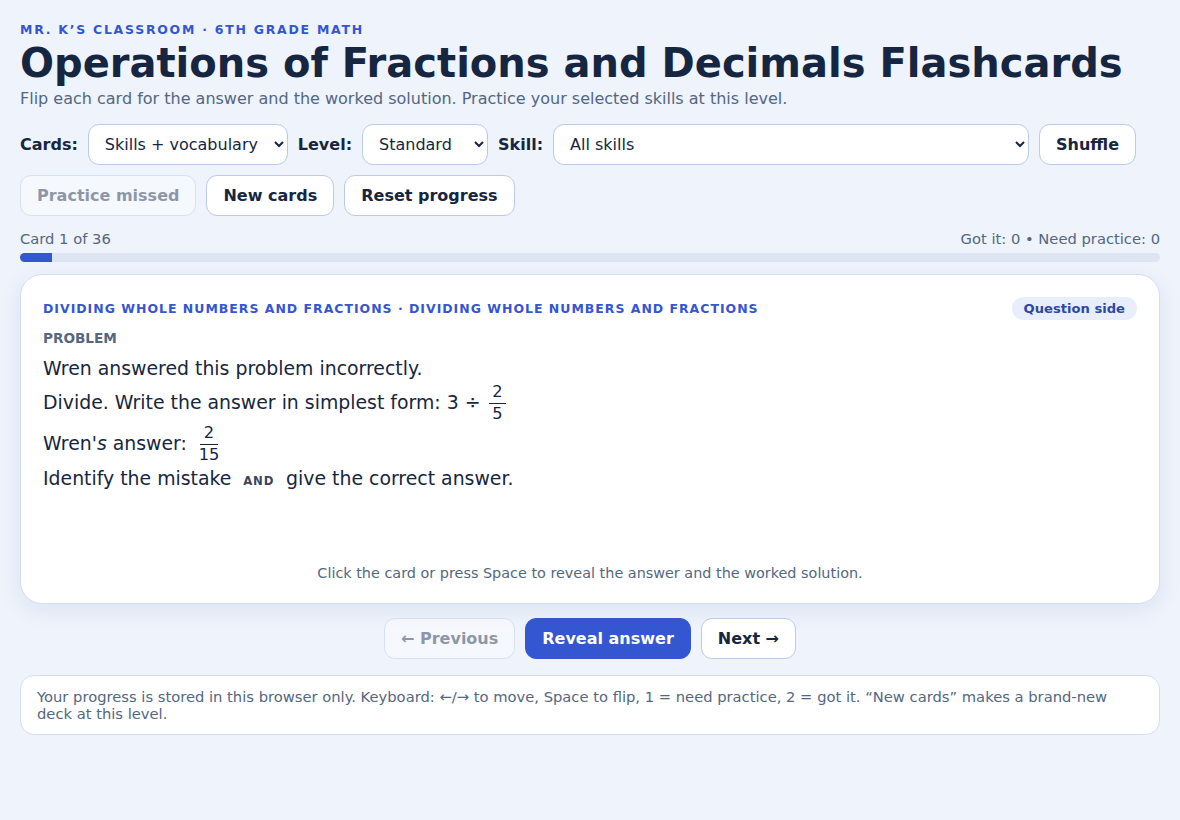 MR. K’S CLASSROOM · 6TH GRADE MATH
Operations of Fractions and Decimals Flashcards
Flip each card for the answer and the worked solution. Practice your selected skills at this level.
Cards: Skills + vocabulary Level: Standard Skill: All skills Shuffle
Practice missed New cards Reset progress
Card 1 of 36 Got it: 0 • Need practice: 0
DIVIDING WHOLE NUMBERS AND FRACTIONS · DIVIDING WHOLE NUMBERS AND FRACTIONS Question side
PROBLEM
Wren answered this problem incorrectly.
Divide. Write the answer in simplest form: 3 ÷ 2/5
Wren's answer: 2/15
Identify the mistake AND give the correct answer.
Click the card or press Space to reveal the answer and the worked solution.
← Previous Reveal answer Next →
Your progress is stored in this browser only. Keyboard: ←/→ to move, Space to flip, 1 = need practice, 2 = got it. “New cards” makes a brand-new
deck at this level.